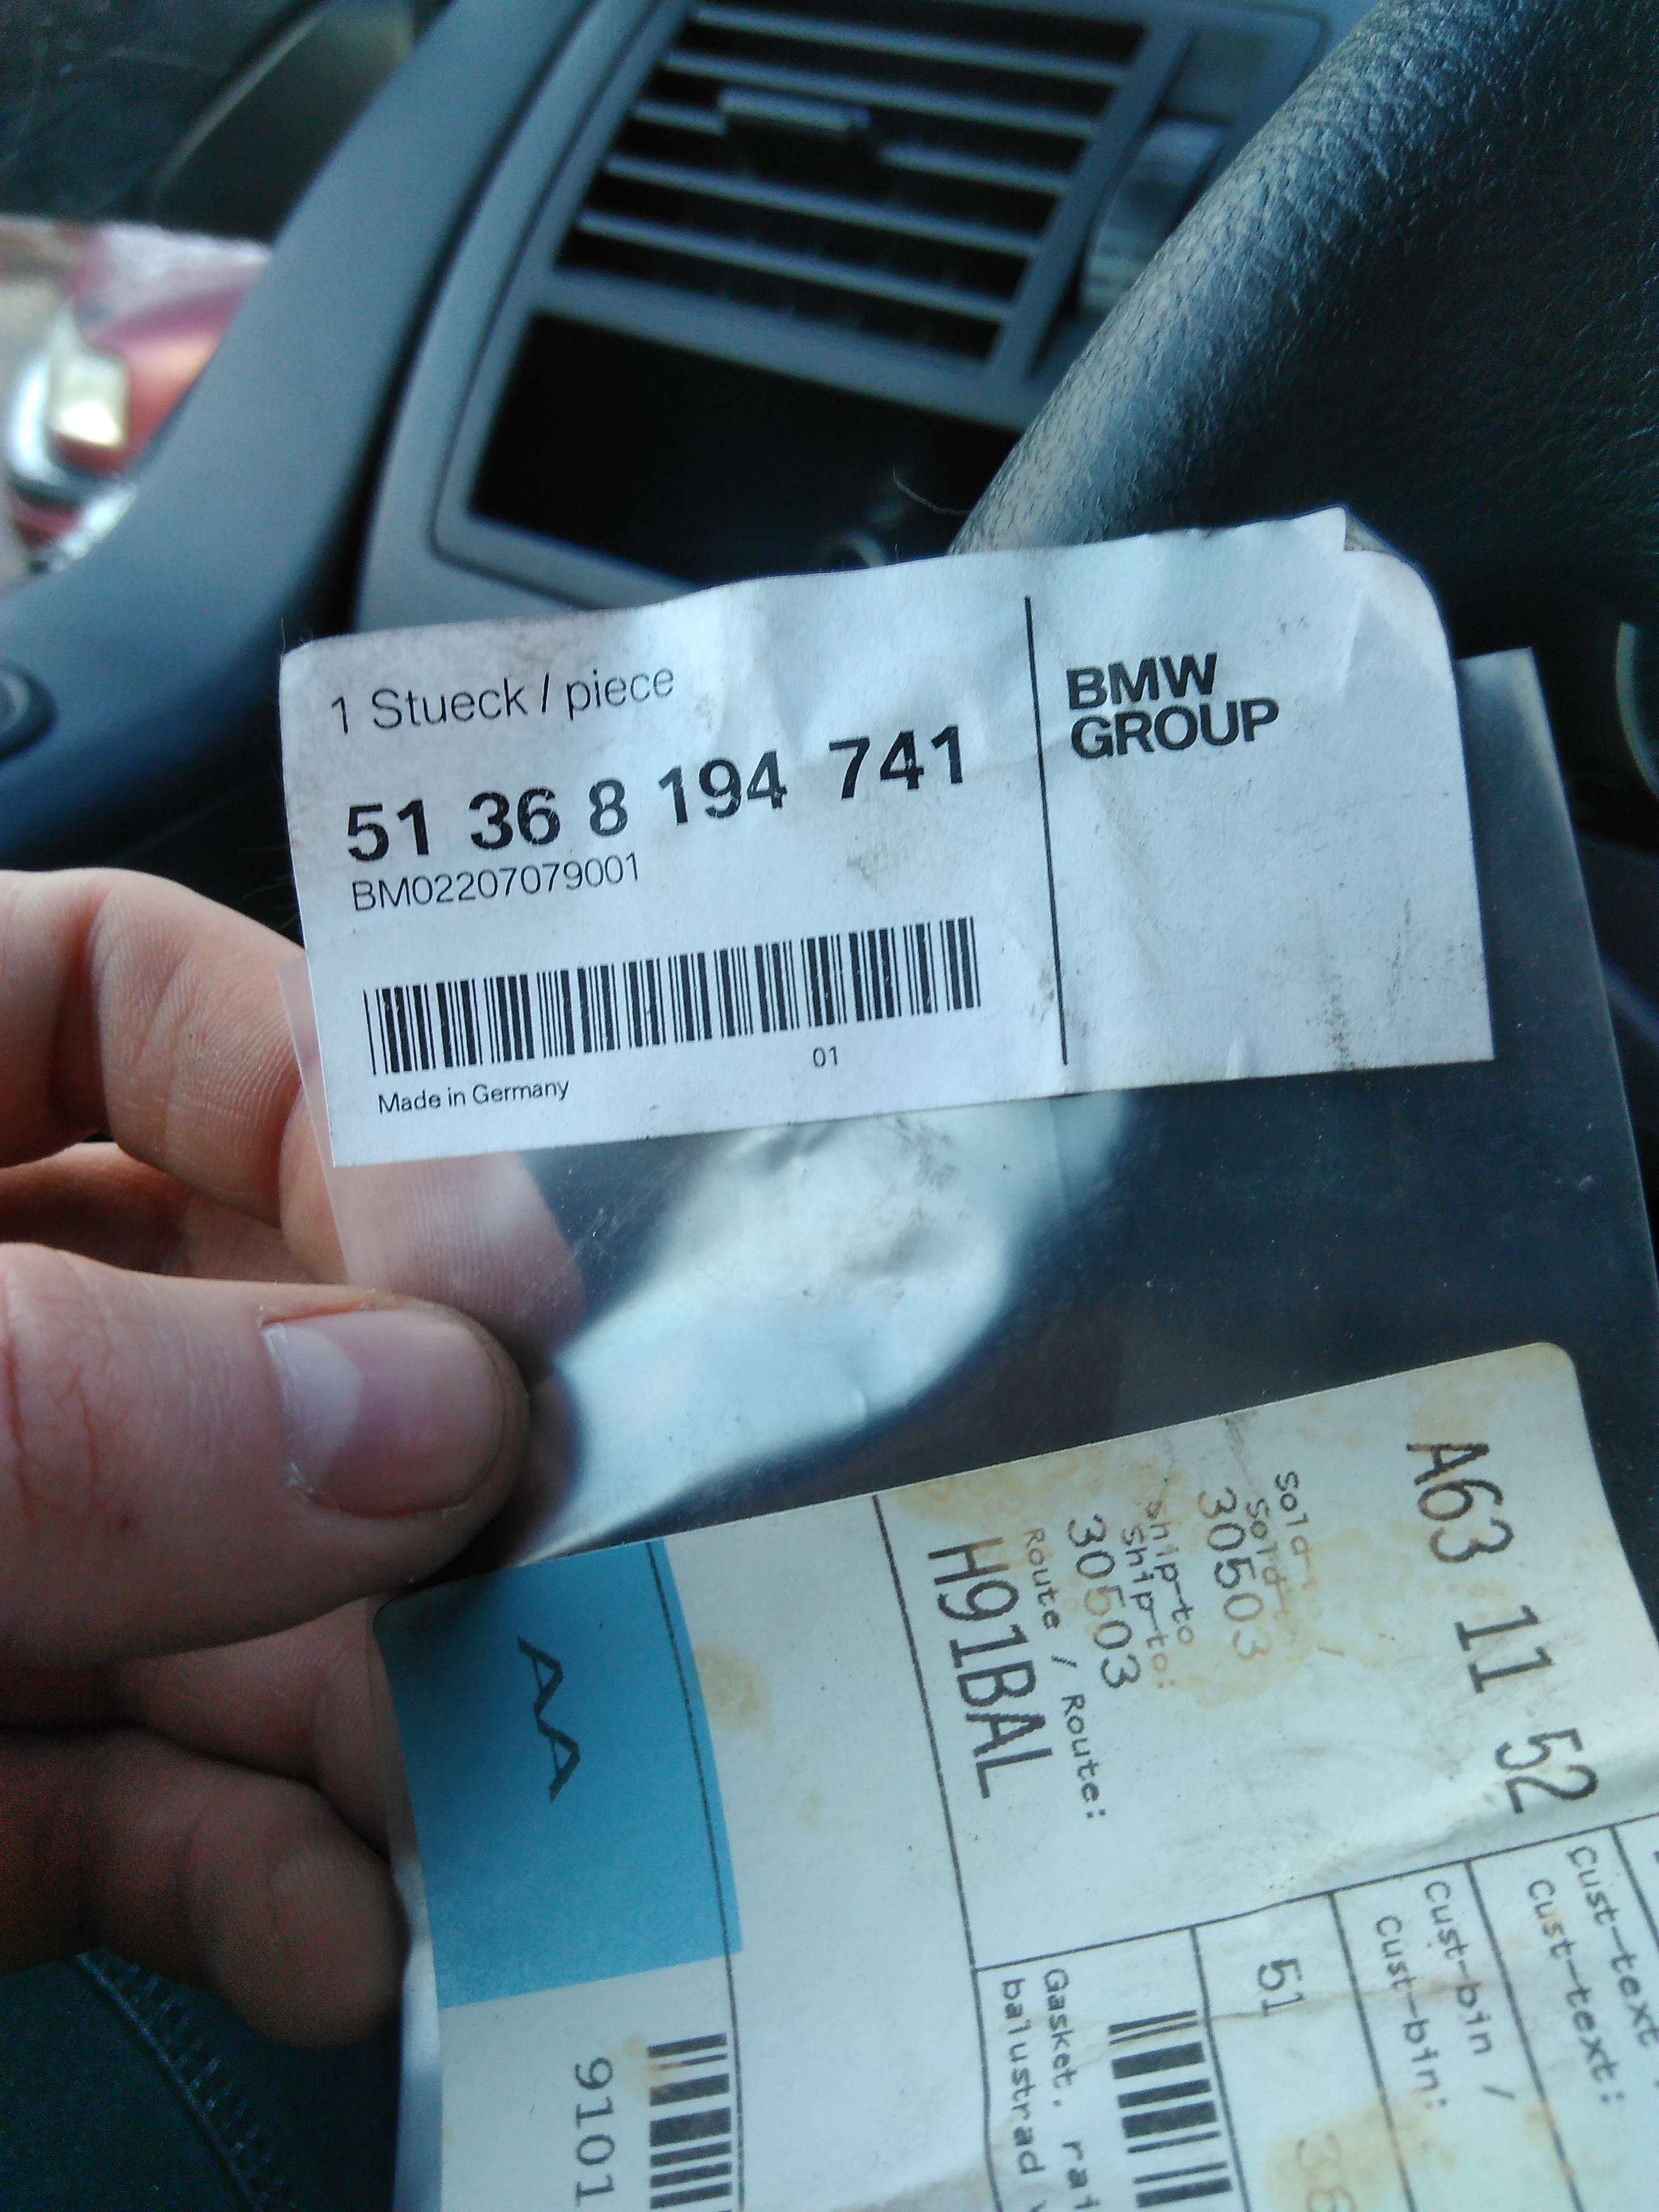 1 Stueck / piece
51 36 8 194 741
BM02207079001
01
Made in Germany
BMW
GROUP
A63 11 52
Sold
Sold
30503
Ship-to
Ship-to:
30503
Route / Route:
H91BAL
AA
Cust-text
Cust-text:
Cust-bin /
Cust-bin:
51
Gasket,
balustrad
9101